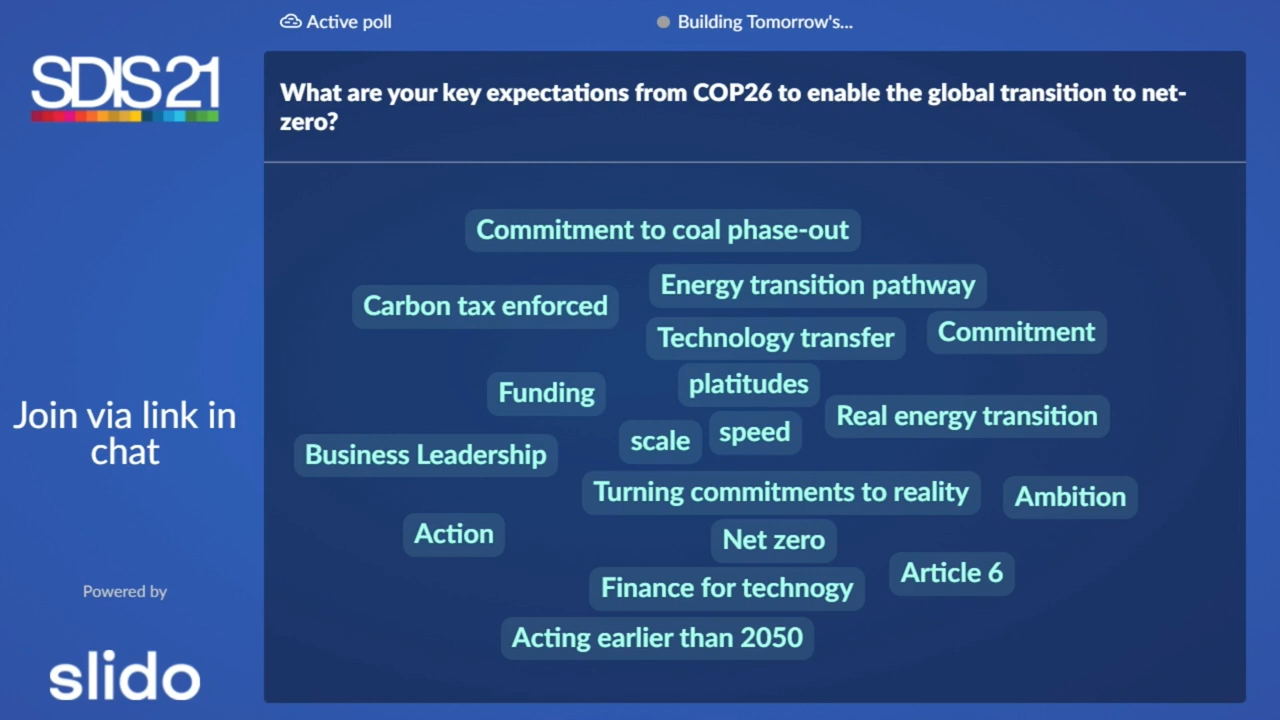 Active poll
Building Tomorrow's...
SDIS21
What are your key expectations from COP26 to enable the global transition to net-
zero?
Commitment to coal phase-out
Energy transition pathway
Carbon tax enforced
Technology transfer
Commitment
Funding
platitudes
Real energy transition
scale
speed
Business Leadership
Turning commitments to reality
Ambition
Action
Net zero
Article 6
Finance for technogy
Acting earlier than 2050
Join via link in
chat
Powered by
slido